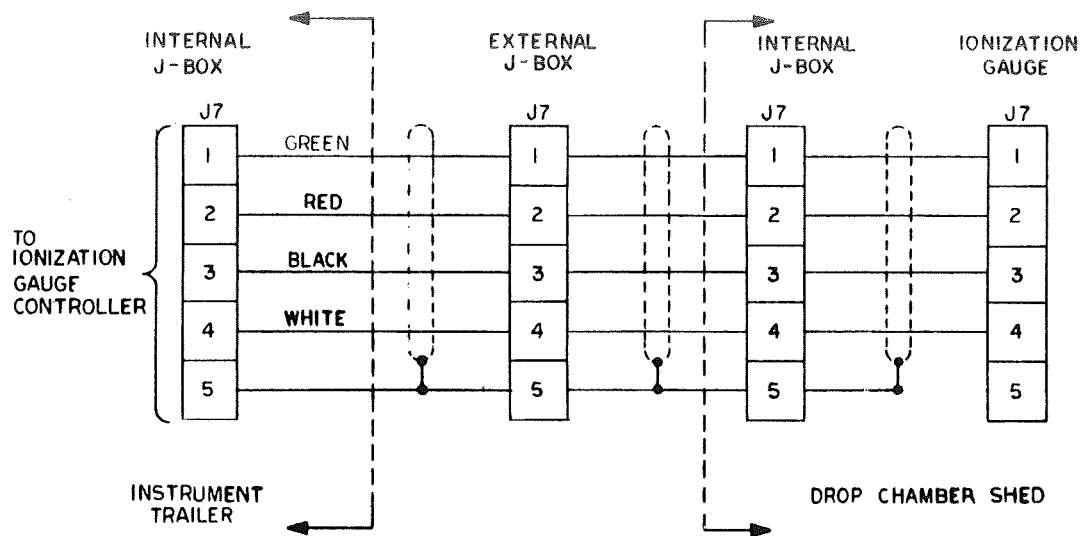 INTERNAL
J-BOX
EXTERNAL
J-BOX
INTERNAL
J-BOX
IONIZATION
GAUGE
J7
J7
J7
1
GREEN
1
1
1
2
RED
2
2
2
TO
IONIZATION
GAUGE
CONTROLLER
3
BLACK
3
3
3
4
WHITE
4
4
4
5
5
5
5
INSTRUMENT
TRAILER
DROP CHAMBER SHED